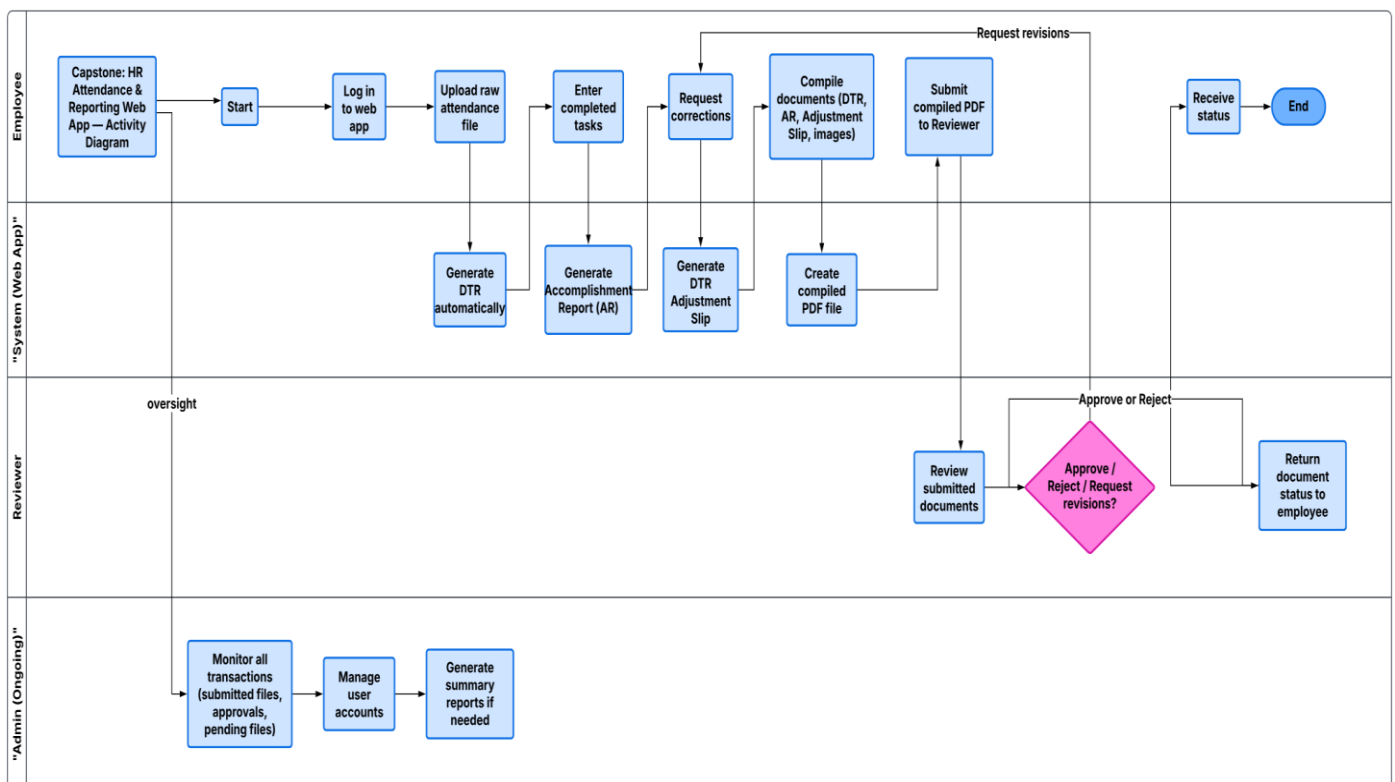 Employee
Capstone: HR
Attendance &
Reporting Web
App — Activity
Diagram
Start
Log in
to web
app
Upload raw
attendance
file
Enter
completed
tasks
Request
corrections
Compile
documents (DTR,
AR, Adjustment
Slip, images)
Submit
compiled PDF
to Reviewer
Request revisions
Receive
status
End
"System (Web App)"
Generate
DTR
automatically
Generate
Accomplishment
Report (AR)
Generate
DTR
Adjustment
Slip
Create
compiled
PDF file
Reviewer
oversight
Review
submitted
documents
Approve /
Reject / Request
revisions?
Approve or Reject
Return
document
status to
employee
"Admin (Ongoing)"
Monitor all
transactions
(submitted files,
approvals,
pending files)
Manage
user
accounts
Generate
summary
reports if
needed